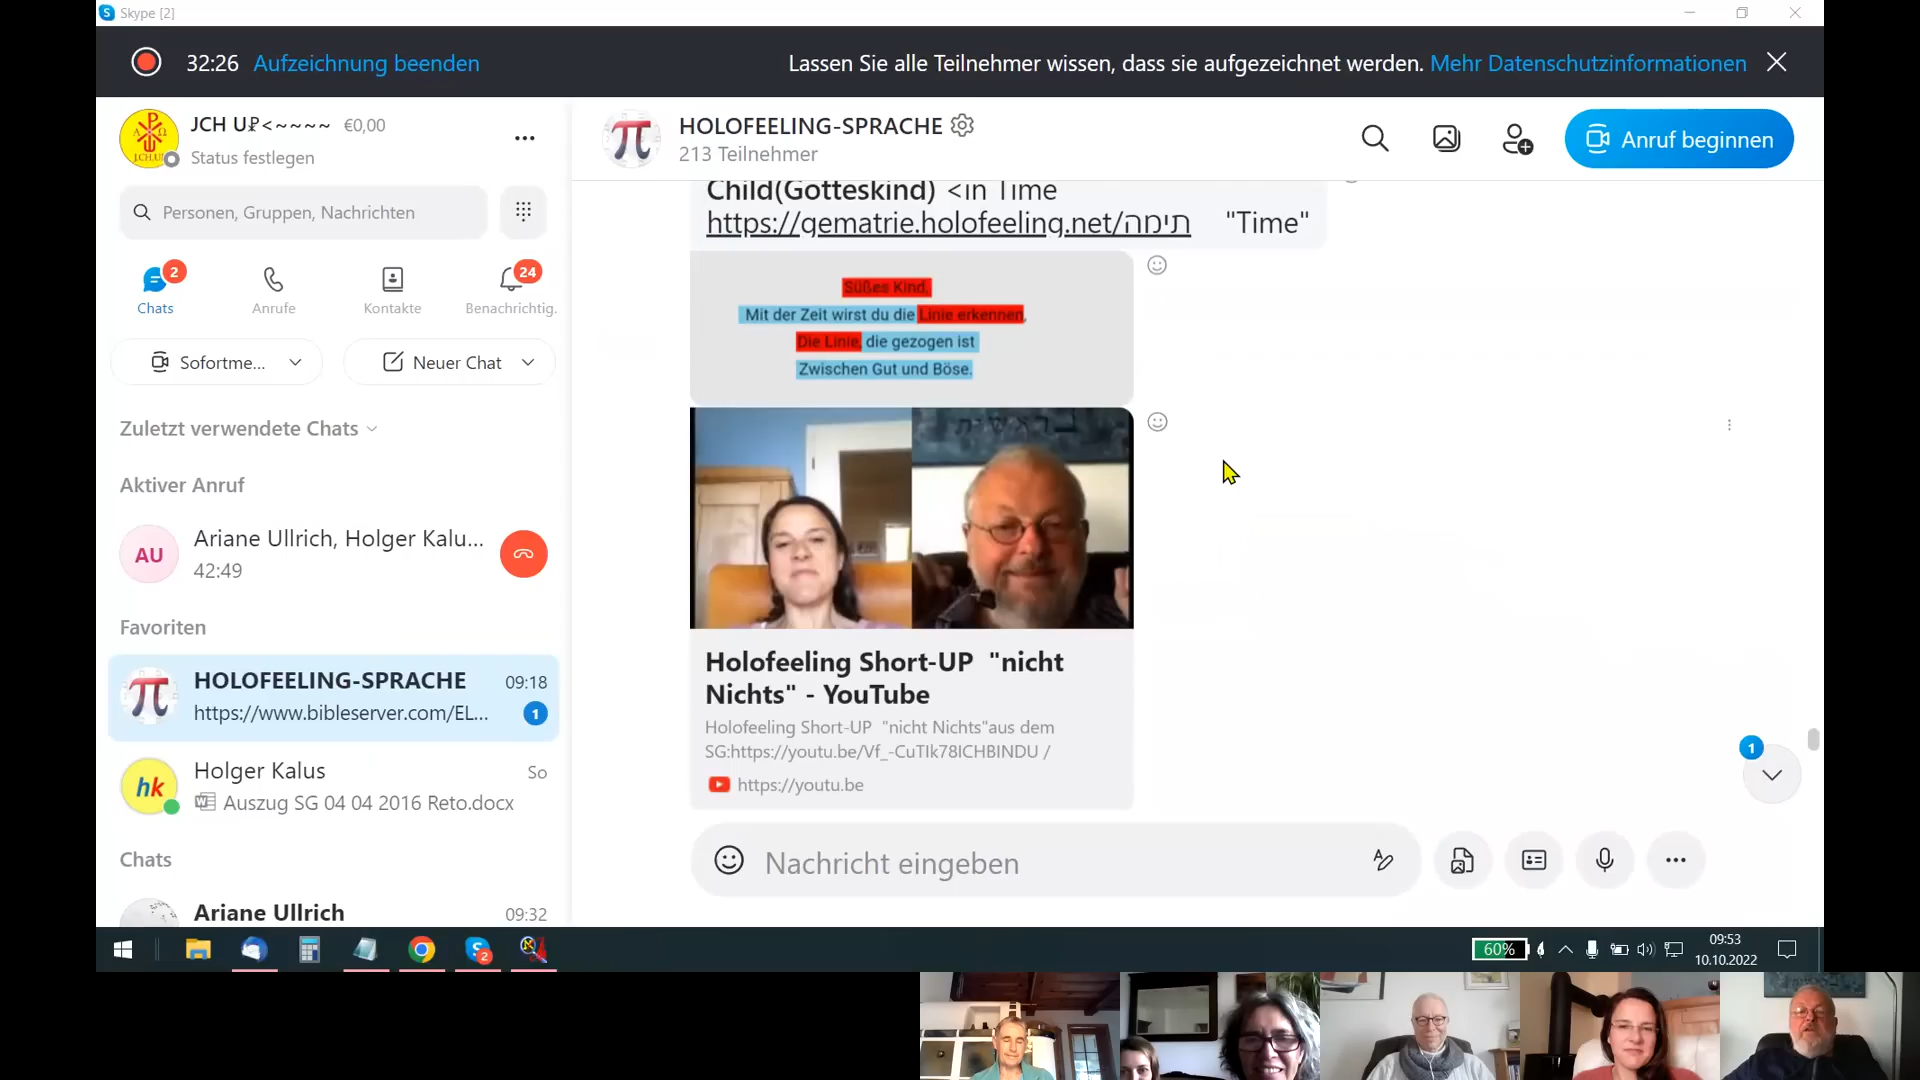 Skype [2]
32:26 Aufzeichnung beenden
Lassen Sie alle Teilnehmer wissen, dass sie aufgezeichnet werden. Mehr Datenschutzinformationen
€0,00
Status festlegen
Personen, Gruppen, Nachrichten
2
24
Chats
Anrufe
Kontakte
Benachrichtig.
Sofortme...
Neuer Chat
Zuletzt verwendete Chats
Aktiver Anruf
AU
Ariane Ullrich, Holger Kalu...
42:49
Favoriten
HOLOFEELING-SPRACHE 09:18
https://www.bibleserver.com/EL... 1
hk
Holger Kalus So
Auszug SG 04 04 2016 Reto.docx
Chats
Ariane Ullrich 09:32
HOLOFEELING-SPRACHE
213 Teilnehmer
Anruf beginnen
Child(Gotteskind) <in Time
https://gematrie.holofeeling.net/תימה "Time"
Süßes Kind,
Mit der Zeit wirst du die Linie erkennen,
Die Linie, die gezogen ist
Zwischen Gut und Böse.
בראשית
Holofeeling Short-UP "nicht
Nichts" - YouTube
Holofeeling Short-UP "nicht Nichts"aus dem
SG:https://youtu.be/Vf_-CuTIk78ICHBINDU /
https://youtu.be
1
Nachricht eingeben
2
60%
09:53
10.10.2022